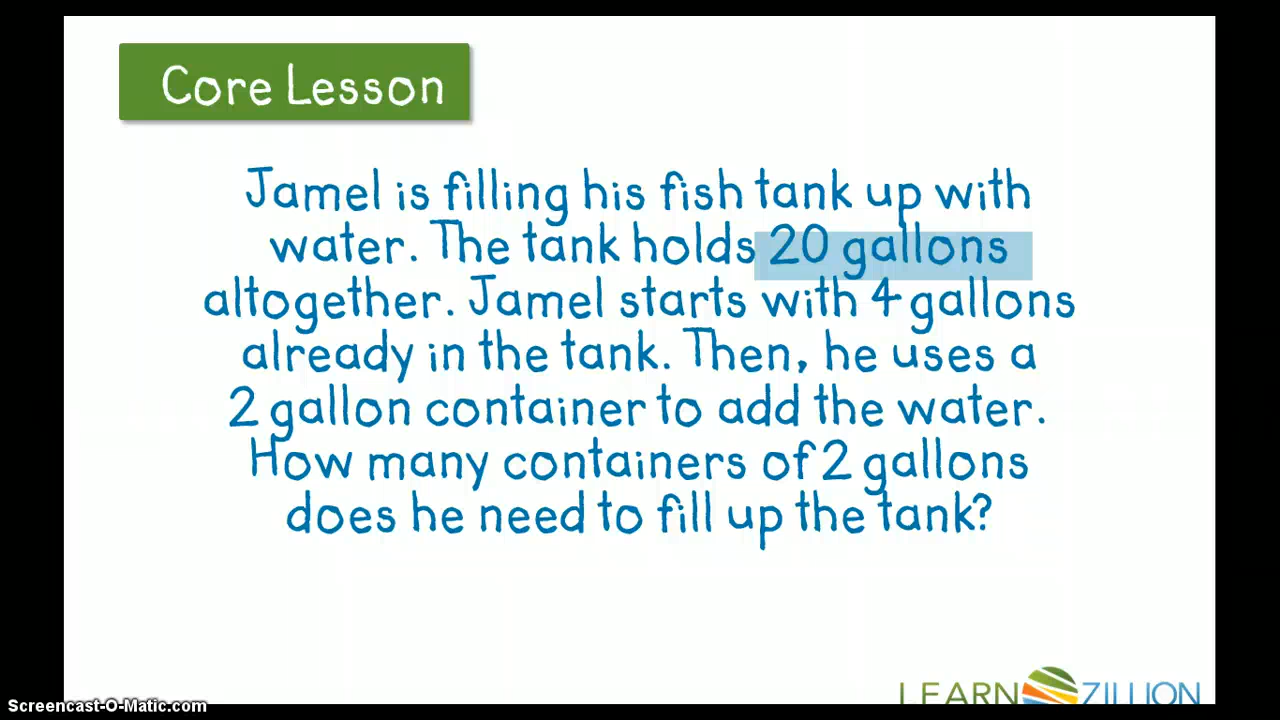 Core Lesson
Jamel is filling his fish tank up with
water. The tank holds 20 gallons
altogether. Jamel starts with 4 gallons
already in the tank. Then, he uses a
2 gallon container to add the water.
How many containers of 2 gallons
does he need to fill up the tank?
LEARN ZILLION
Screencast-O-Matic.com